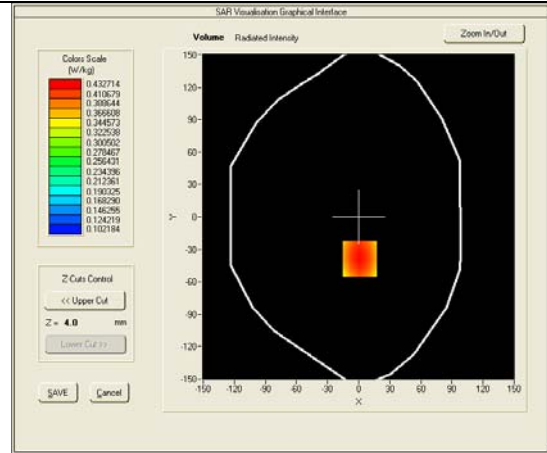 SAR Visualisation Graphical Interface
Volume Radiated Intensity
Zoom In/Out
Colors Scale
(W/kg)
0.432714
0.410679
0.388644
0.366608
0.344573
0.322538
0.300502
0.278467
0.256431
0.234396
0.212361
0.190325
0.168290
0.146255
0.124219
0.102184
Z-Cuts Control
<< Upper Cut
Z = 4.0 mm
Lower Cut >>
SAVE Cancel
150
120
90
60
30
0
-30
-60
-90
-120
-150
Y
-150 -120 -90 -60 -30 0 30 60 90 120 150
X